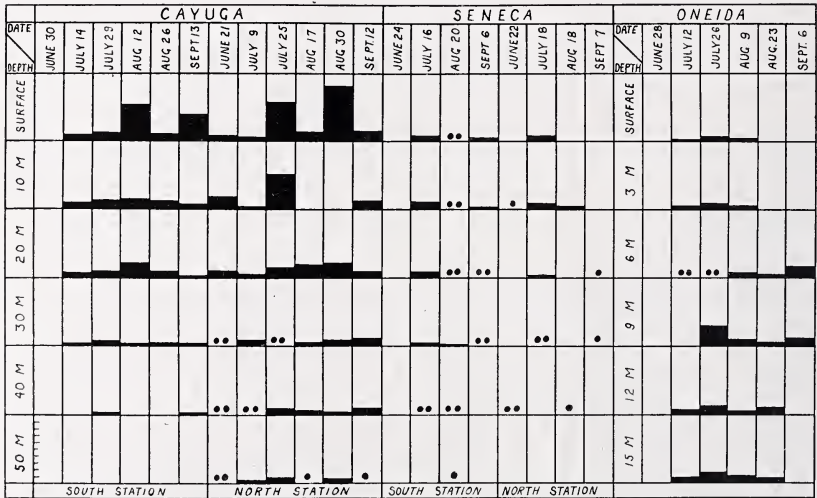 CAYUGA SENECA ONEIDA
DATE JUNE 30 JULY 14 JULY 29 AUG 12 AUG 26 SEPT 13 JUNE 21 JULY 9 JULY 25 AUG 17 AUG 30 SEPT. 12 JUNE 24 JULY 16 AUG 20 SEPT 6 JUNE 22 JULY 18 AUG 18 SEPT 7 DATE JUNE 28 JULY 12 JULY 26 AUG 9 AUG. 23 SEPT. 6
DEPTH DEPTH
SURFACE SURFACE
10 M 3 M
20 M 6 M
30 M 9 M
40 M 12 M
50 M 15 M
SOUTH STATION NORTH STATION SOUTH STATION NORTH STATION